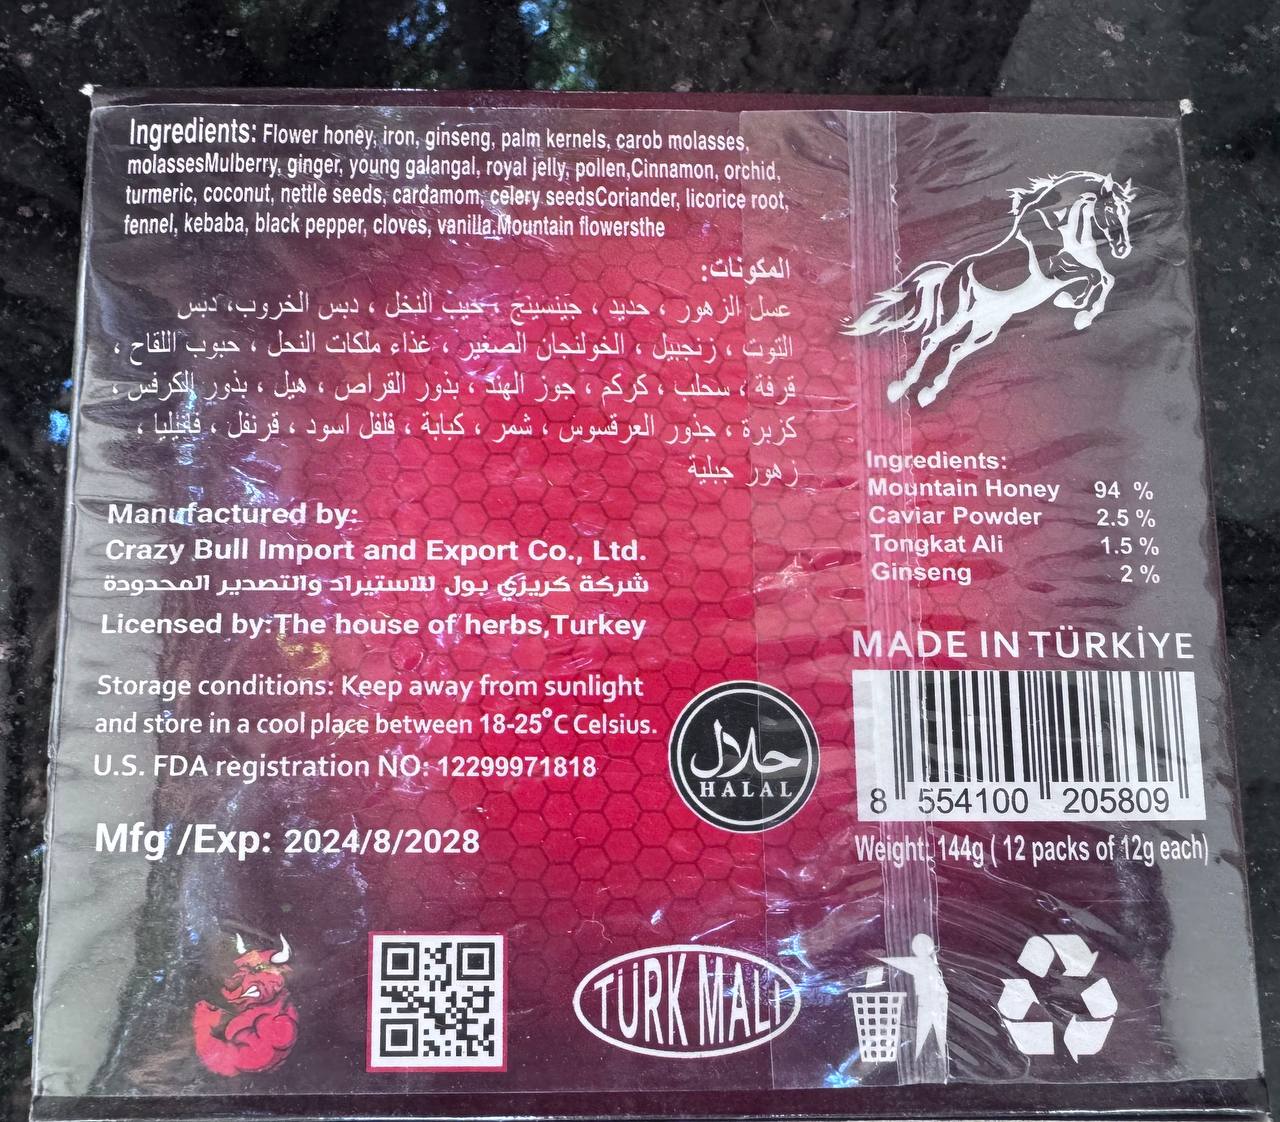 Ingredients: Flower honey, iron, ginseng, palm kernels, carob molasses,
molassesMulberry, ginger, young galangal, royal jelly, pollen,Cinnamon, orchid,
turmeric, coconut, nettle seeds, cardamom, celery seedsCoriander, licorice root,
fennel, kebaba, black pepper, cloves, vanilla,Mountain flowersthe
المكونات:
عسل الزهور ، حديد ، جينسينج ، حيب النخل ، دبس الخروب، دبس
التوت ، زنجبيل ، الخولنجان الصغير ، غذاء ملكات النحل ، حبوب اللقاح ،
قرفة ، سحلب ، كركم ، جوز الهند ، بذور القراص ، هيل ، بذور الكرفس ،
كزبرة ، جذور العرقسوس ، شمر ، كبابة ، فلفل اسود ، قرنفل ، فانيليا ،
زهور جبلية
Manufactured by:
Crazy Bull Import and Export Co., Ltd.
شركة كريزي بول للاستيراد والتصدير المحدودة
Licensed by:The house of herbs,Turkey
Storage conditions: Keep away from sunlight
and store in a cool place between 18-25°C Celsius.
U.S. FDA registration NO: 12299971818
Mfg /Exp: 2024/8/2028
حلال
HALAL
Ingredients:
Mountain Honey 94 %
Caviar Powder 2.5 %
Tongkat Ali 1.5 %
Ginseng 2 %
MADE IN TÜRKİYE
8 554100 205809
Weight: 144g ( 12 packs of 12g each)
TÜRK MALI